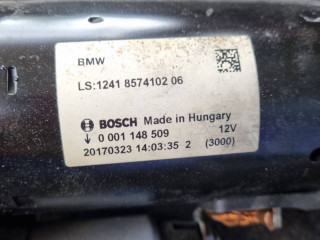 BMW
LS:1241 8574102 06
BOSCH Made in Hungary
↓ 0 001 148 509 12V
20170323 14:03:35 2 (3000)